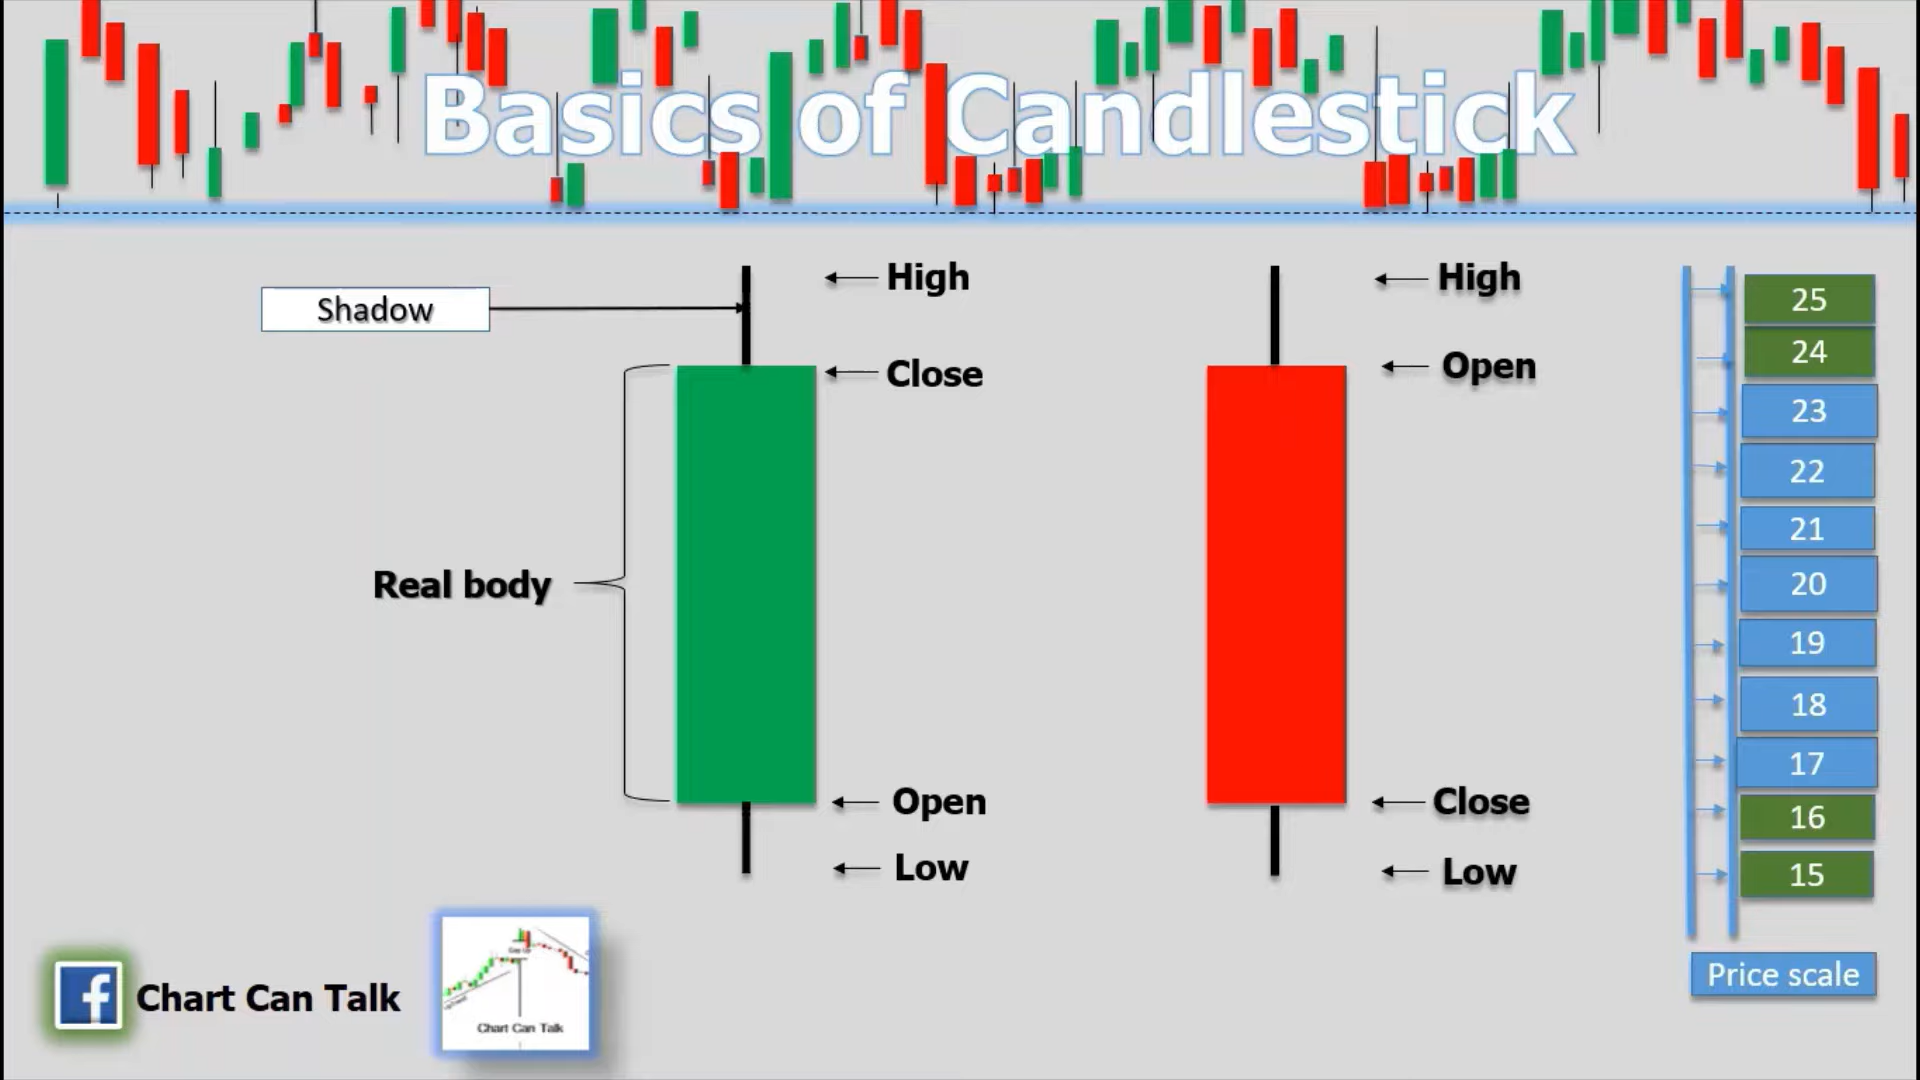 Basics of Candlestick
Shadow
High
Close
Real body
Open
Low
High
Open
Close
Low
25
24
23
22
21
20
19
18
17
16
15
Price scale
f Chart Can Talk
Chart Can Talk